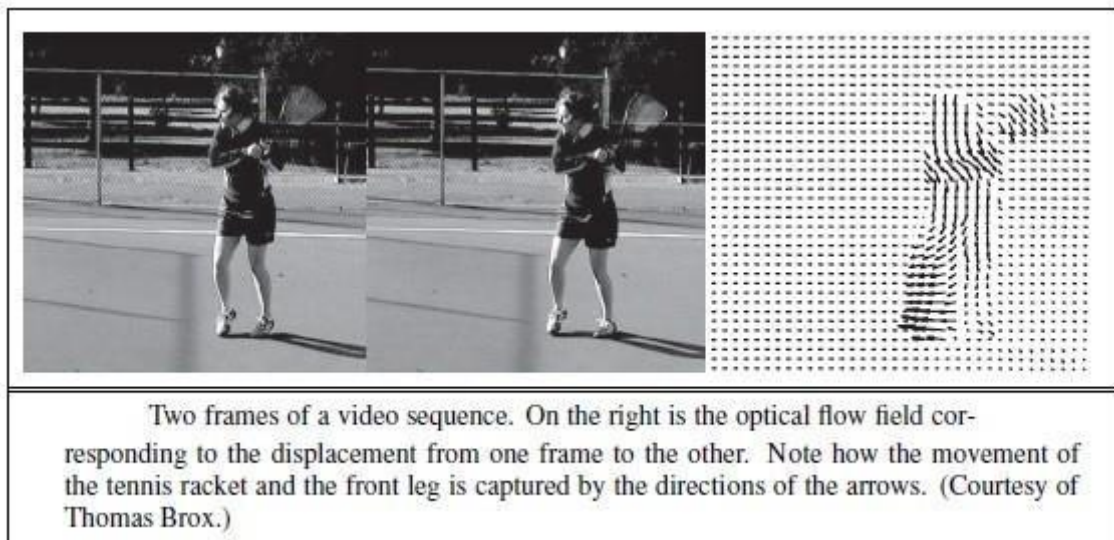 Two frames of a video sequence. On the right is the optical flow field cor-
responding to the displacement from one frame to the other. Note how the movement of
the tennis racket and the front leg is captured by the directions of the arrows. (Courtesy of
Thomas Brox.)